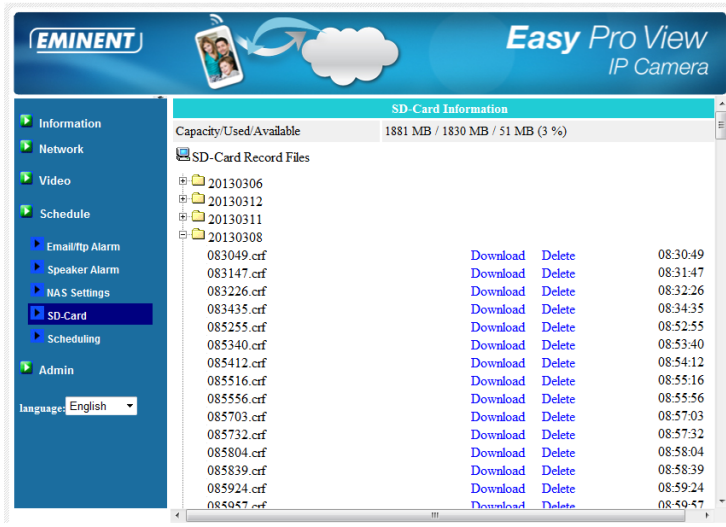 EMINENT
Easy Pro View
IP Camera
Information
Network
Video
Schedule
Email/ftp Alarm
Speaker Alarm
NAS Settings
SD-Card
Scheduling
Admin
language: English
SD-Card Information
Capacity/Used/Available 1881 MB / 1830 MB / 51 MB (3 %)
SD-Card Record Files
20130306
20130312
20130311
20130308
083049.crf Download Delete 08:30:49
083147.crf Download Delete 08:31:47
083226.crf Download Delete 08:32:26
083435.crf Download Delete 08:34:35
085255.crf Download Delete 08:52:55
085340.crf Download Delete 08:53:40
085412.crf Download Delete 08:54:12
085516.crf Download Delete 08:55:16
085556.crf Download Delete 08:55:56
085703.crf Download Delete 08:57:03
085732.crf Download Delete 08:57:32
085804.crf Download Delete 08:58:04
085839.crf Download Delete 08:58:39
085924.crf Download Delete 08:59:24
085957.crf Download Delete 08:59:57